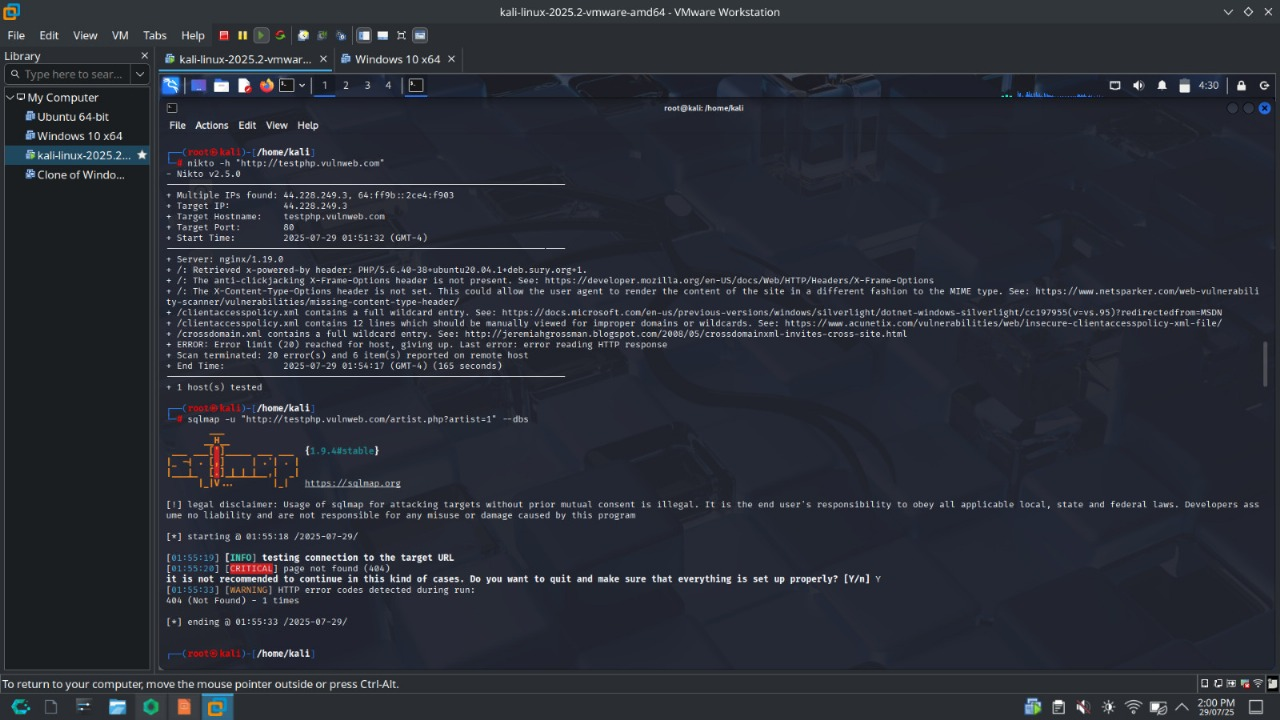 kali-linux-2025.2-vmware-amd64 - VMware Workstation
File Edit View VM Tabs Help
Library
Type here to sear...
My Computer
Ubuntu 64-bit
Windows 10 x64
kali-linux-2025.2...
Clone of Windo...
kali-linux-2025.2-vmwar...
Windows 10 x64
1 2 3 4
4:30
root@kali: /home/kali
File Actions Edit View Help
┌──(root㉿kali)-[/home/kali]
└─# nikto -h "http://testphp.vulnweb.com"
- Nikto v2.5.0
+ Multiple IPs found: 44.228.249.3, 64:ff9b::2ce4:f903
+ Target IP: 44.228.249.3
+ Target Hostname: testphp.vulnweb.com
+ Target Port: 80
+ Start Time: 2025-07-29 01:51:32 (GMT-4)
+ Server: nginx/1.19.0
+ /: Retrieved x-powered-by header: PHP/5.6.40-38+ubuntu20.04.1+deb.sury.org+1.
+ /: The anti-clickjacking X-Frame-Options header is not present. See: https://developer.mozilla.org/en-US/docs/Web/HTTP/Headers/X-Frame-Options
+ /: The X-Content-Type-Options header is not set. This could allow the user agent to render the content of the site in a different fashion to the MIME type. See: https://www.netsparker.com/web-vulnerabili
ty-scanner/vulnerabilities/missing-content-type-header/
+ /clientaccesspolicy.xml contains a full wildcard entry. See: https://docs.microsoft.com/en-us/previous-versions/windows/silverlight/dotnet-windows-silverlight/cc197955(v=vs.95)?redirectedfrom=MSDN
+ /clientaccesspolicy.xml contains 12 lines which should be manually viewed for improper domains or wildcards. See: https://www.acunetix.com/vulnerabilities/web/insecure-clientaccesspolicy-xml-file/
+ /crossdomain.xml contains a full wildcard entry. See: http://jeremiahgrossman.blogspot.com/2008/05/crossdomainxml-invites-cross-site.html
+ ERROR: Error limit (20) reached for host, giving up. Last error: error reading HTTP response
+ Scan terminated: 20 error(s) and 6 item(s) reported on remote host
+ End Time: 2025-07-29 01:54:17 (GMT-4) (165 seconds)
+ 1 host(s) tested
┌──(root㉿kali)-[/home/kali]
└─# sqlmap -u "http://testphp.vulnweb.com/artist.php?artist=1" --dbs
{1.9.4#stable}
https://sqlmap.org
[!] legal disclaimer: Usage of sqlmap for attacking targets without prior mutual consent is illegal. It is the end user's responsibility to obey all applicable local, state and federal laws. Developers ass
ume no liability and are not responsible for any misuse or damage caused by this program
[*] starting @ 01:55:18 /2025-07-29/
[01:55:19] [INFO] testing connection to the target URL
[01:55:20] [CRITICAL] page not found (404)
it is not recommended to continue in this kind of cases. Do you want to quit and make sure that everything is set up properly? [Y/n] Y
[01:55:33] [WARNING] HTTP error codes detected during run:
404 (Not Found) - 1 times
[*] ending @ 01:55:33 /2025-07-29/
┌──(root㉿kali)-[/home/kali]
To return to your computer, move the mouse pointer outside or press Ctrl-Alt.
2:00 PM
29/07/25